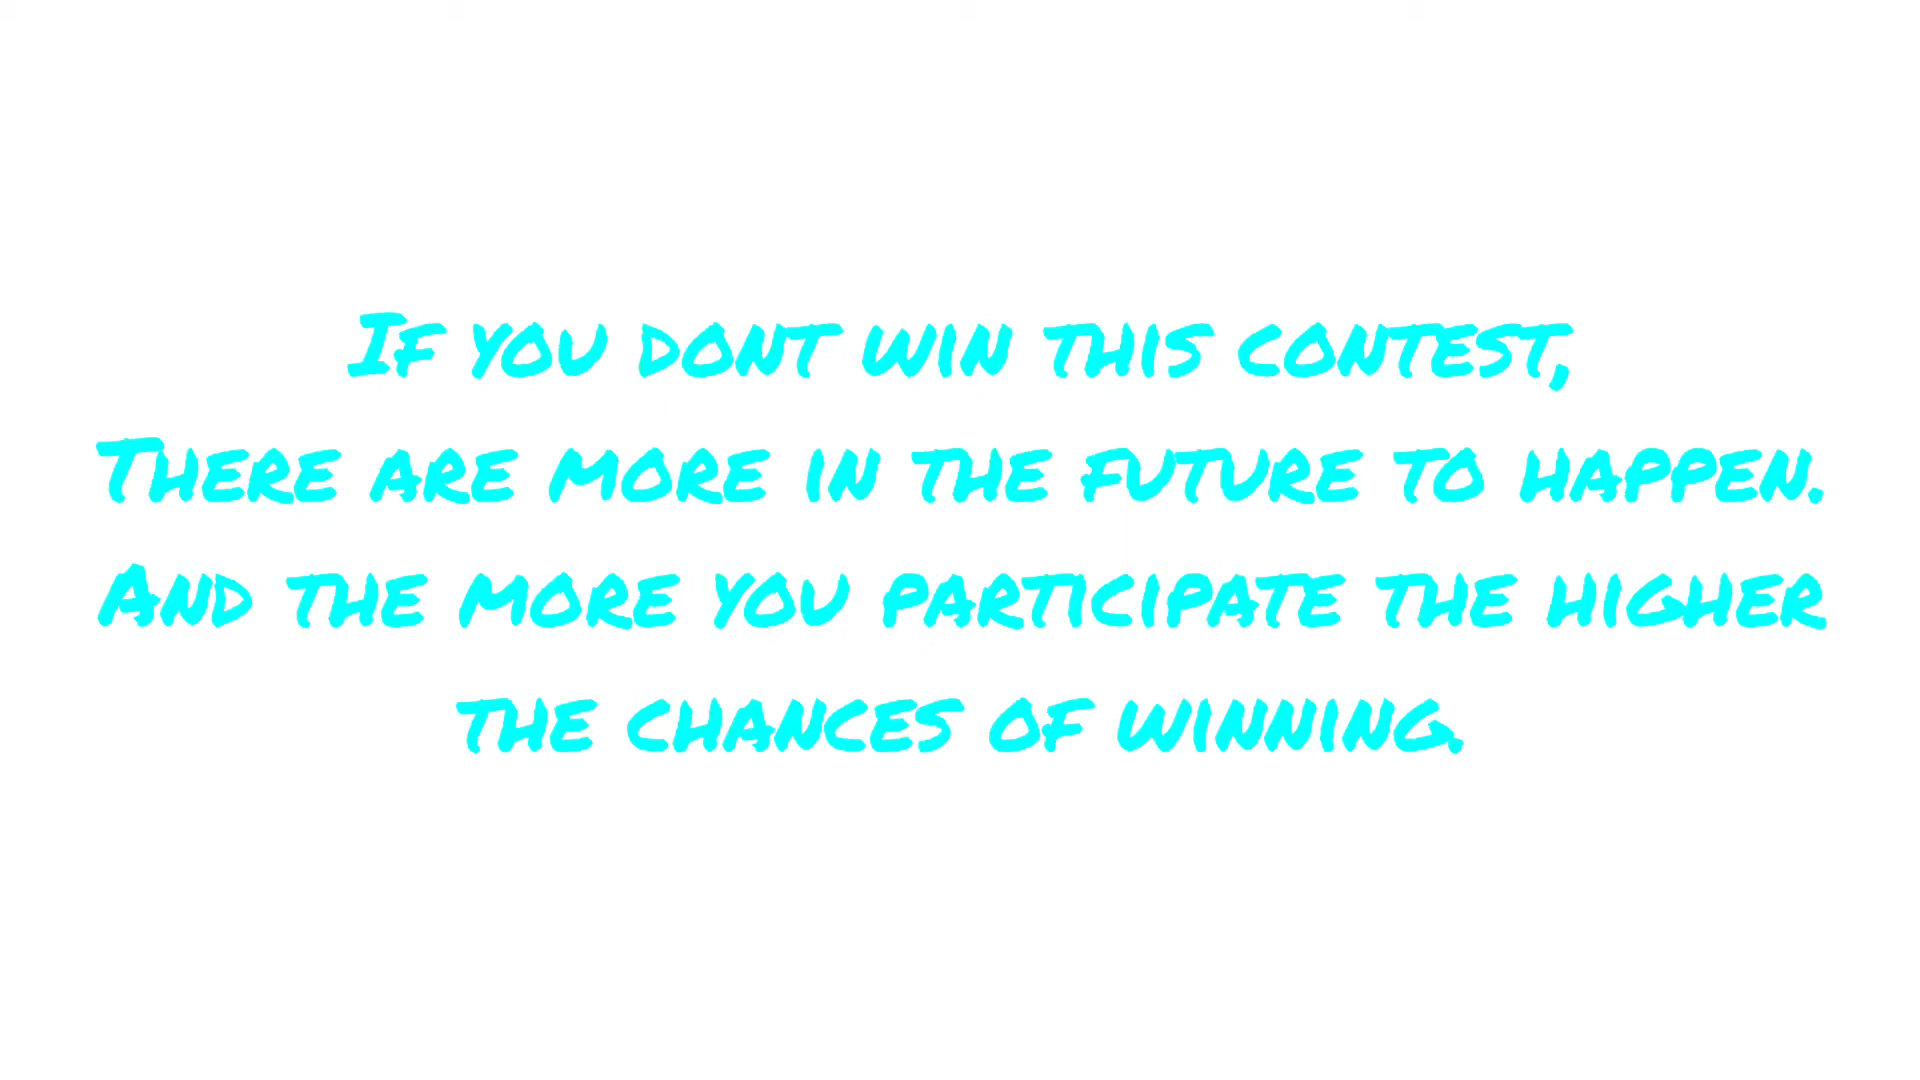 If you dont win this contest,
There are more in the future to happen.
And the more you participate the higher
the chances of winning.